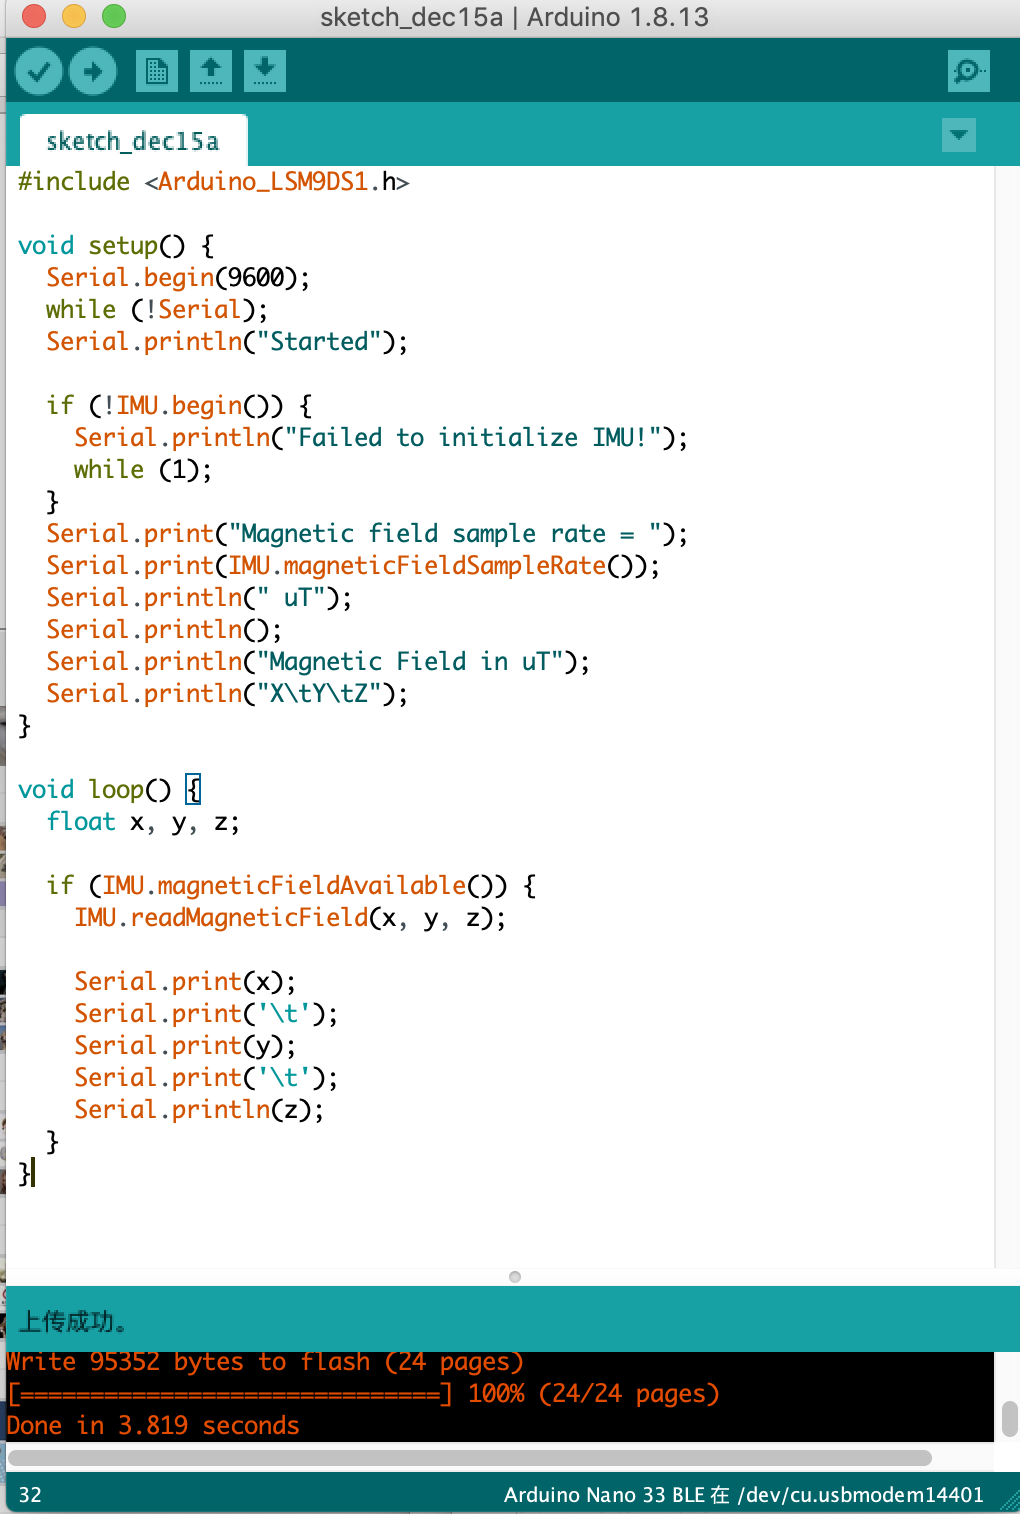 sketch_dec15a | Arduino 1.8.13
sketch_dec15a
#include <Arduino_LSM9DS1.h>
void setup() {
Serial.begin(9600);
while (!Serial);
Serial.println("Started");
if (!IMU.begin()) {
Serial.println("Failed to initialize IMU!");
while (1);
}
Serial.print("Magnetic field sample rate = ");
Serial.print(IMU.magneticFieldSampleRate());
Serial.println(" uT");
Serial.println();
Serial.println("Magnetic Field in uT");
Serial.println("X\tY\tZ");
}
void loop() {
float x, y, z;
if (IMU.magneticFieldAvailable()) {
IMU.readMagneticField(x, y, z);
Serial.print(x);
Serial.print('\t');
Serial.print(y);
Serial.print('\t');
Serial.println(z);
}
}
上传成功。
Write 95352 bytes to flash (24 pages)
[==============================] 100% (24/24 pages)
Done in 3.819 seconds
32
Arduino Nano 33 BLE 在 /dev/cu.usbmodem14401